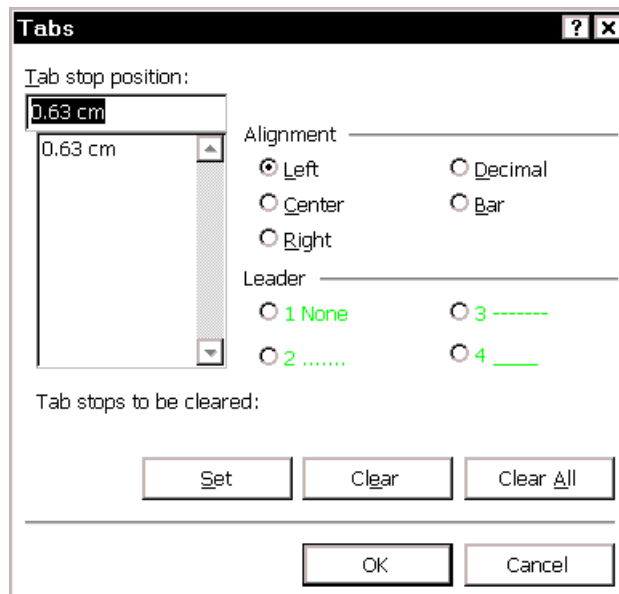 Tabs
Tab stop position:
0.63 cm
0.63 cm
Alignment
Left
Decimal
Center
Bar
Right
Leader
1 None
3 -------
2 .......
4 ____
Tab stops to be cleared:
Set
Clear
Clear All
OK
Cancel